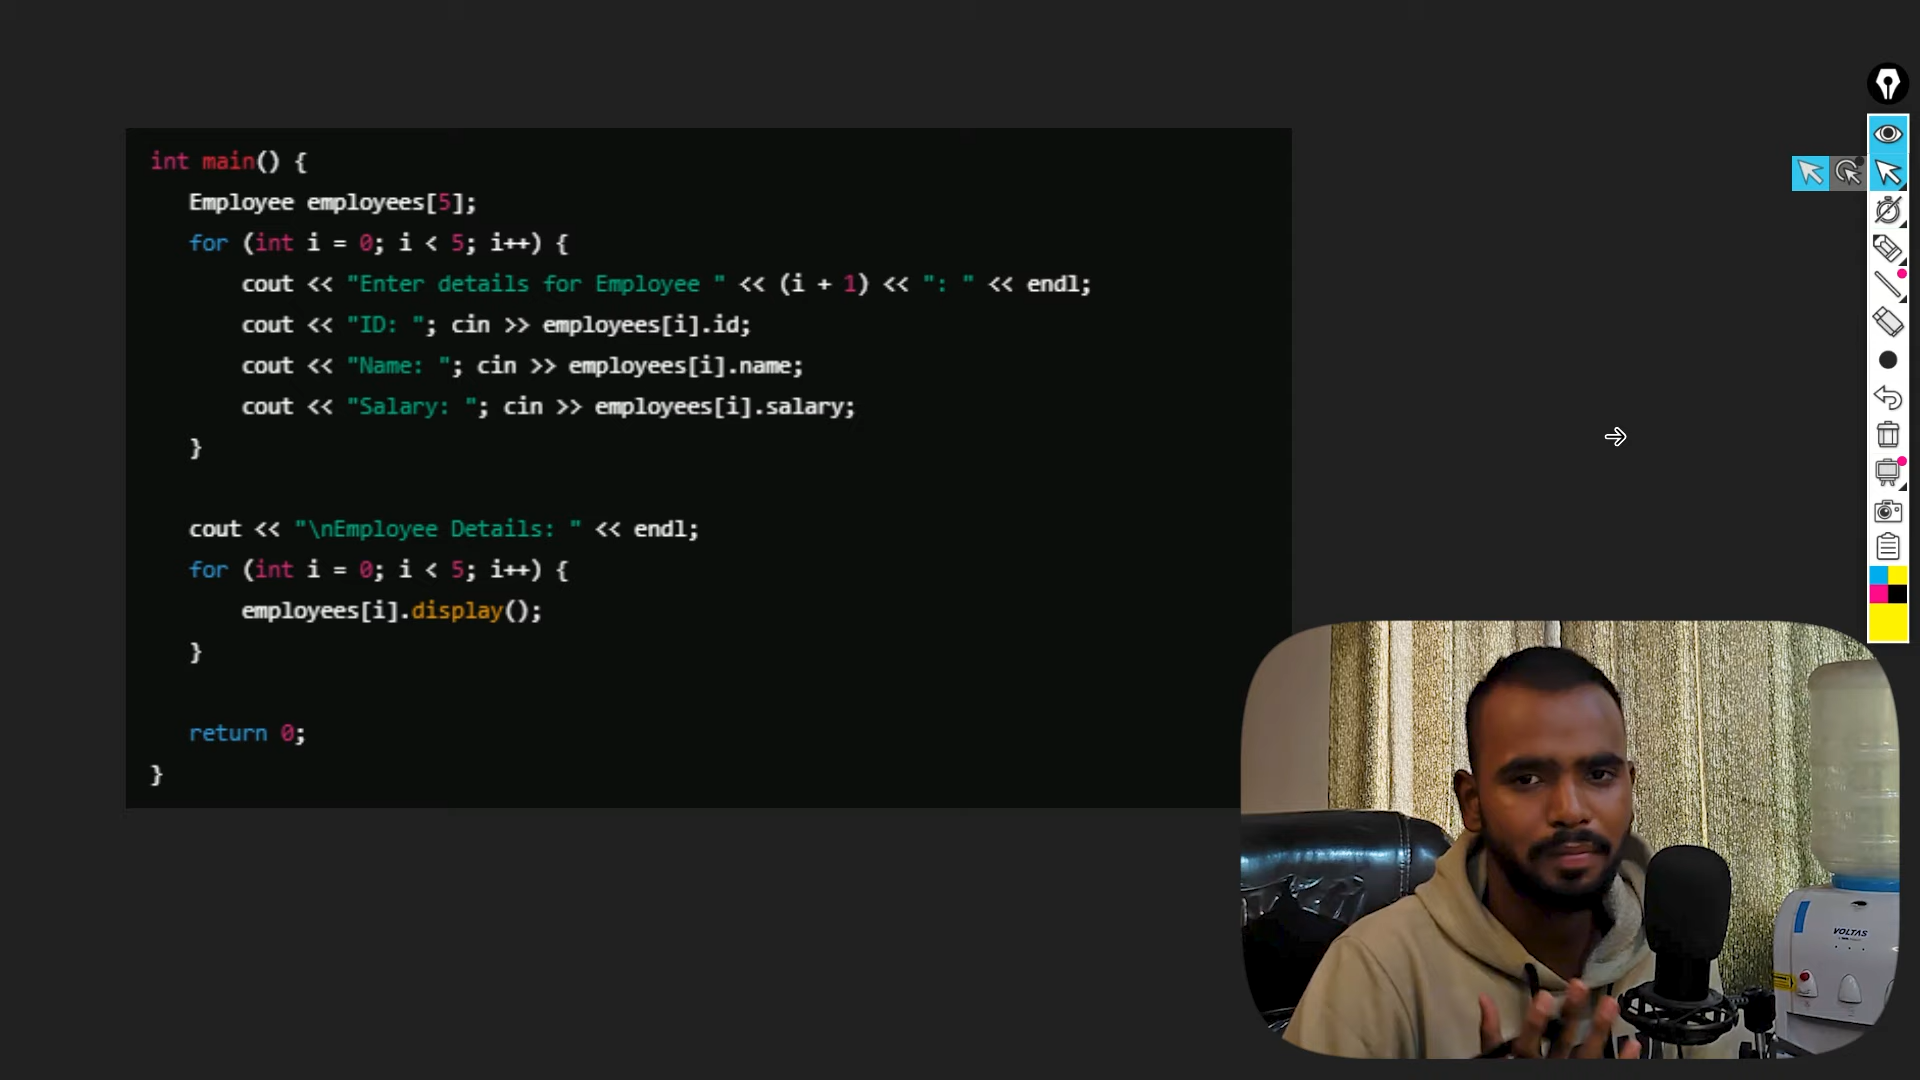 int main() {
Employee employees[5];
for (int i = 0; i < 5; i++) {
cout << "Enter details for Employee " << (i + 1) << ": " << endl;
cout << "ID: "; cin >> employees[i].id;
cout << "Name: "; cin >> employees[i].name;
cout << "Salary: "; cin >> employees[i].salary;
}
cout << "\nEmployee Details: " << endl;
for (int i = 0; i < 5; i++) {
employees[i].display();
}
return 0;
}
VOLTAS